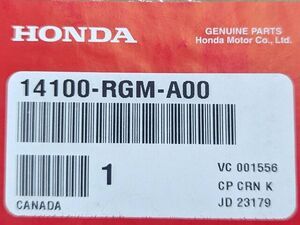 HONDA
GENUINE PARTS
Honda Motor Co., Ltd.
14100-RGM-A00
1
VC 001556
CP CRN K
CANADA
JD 23179